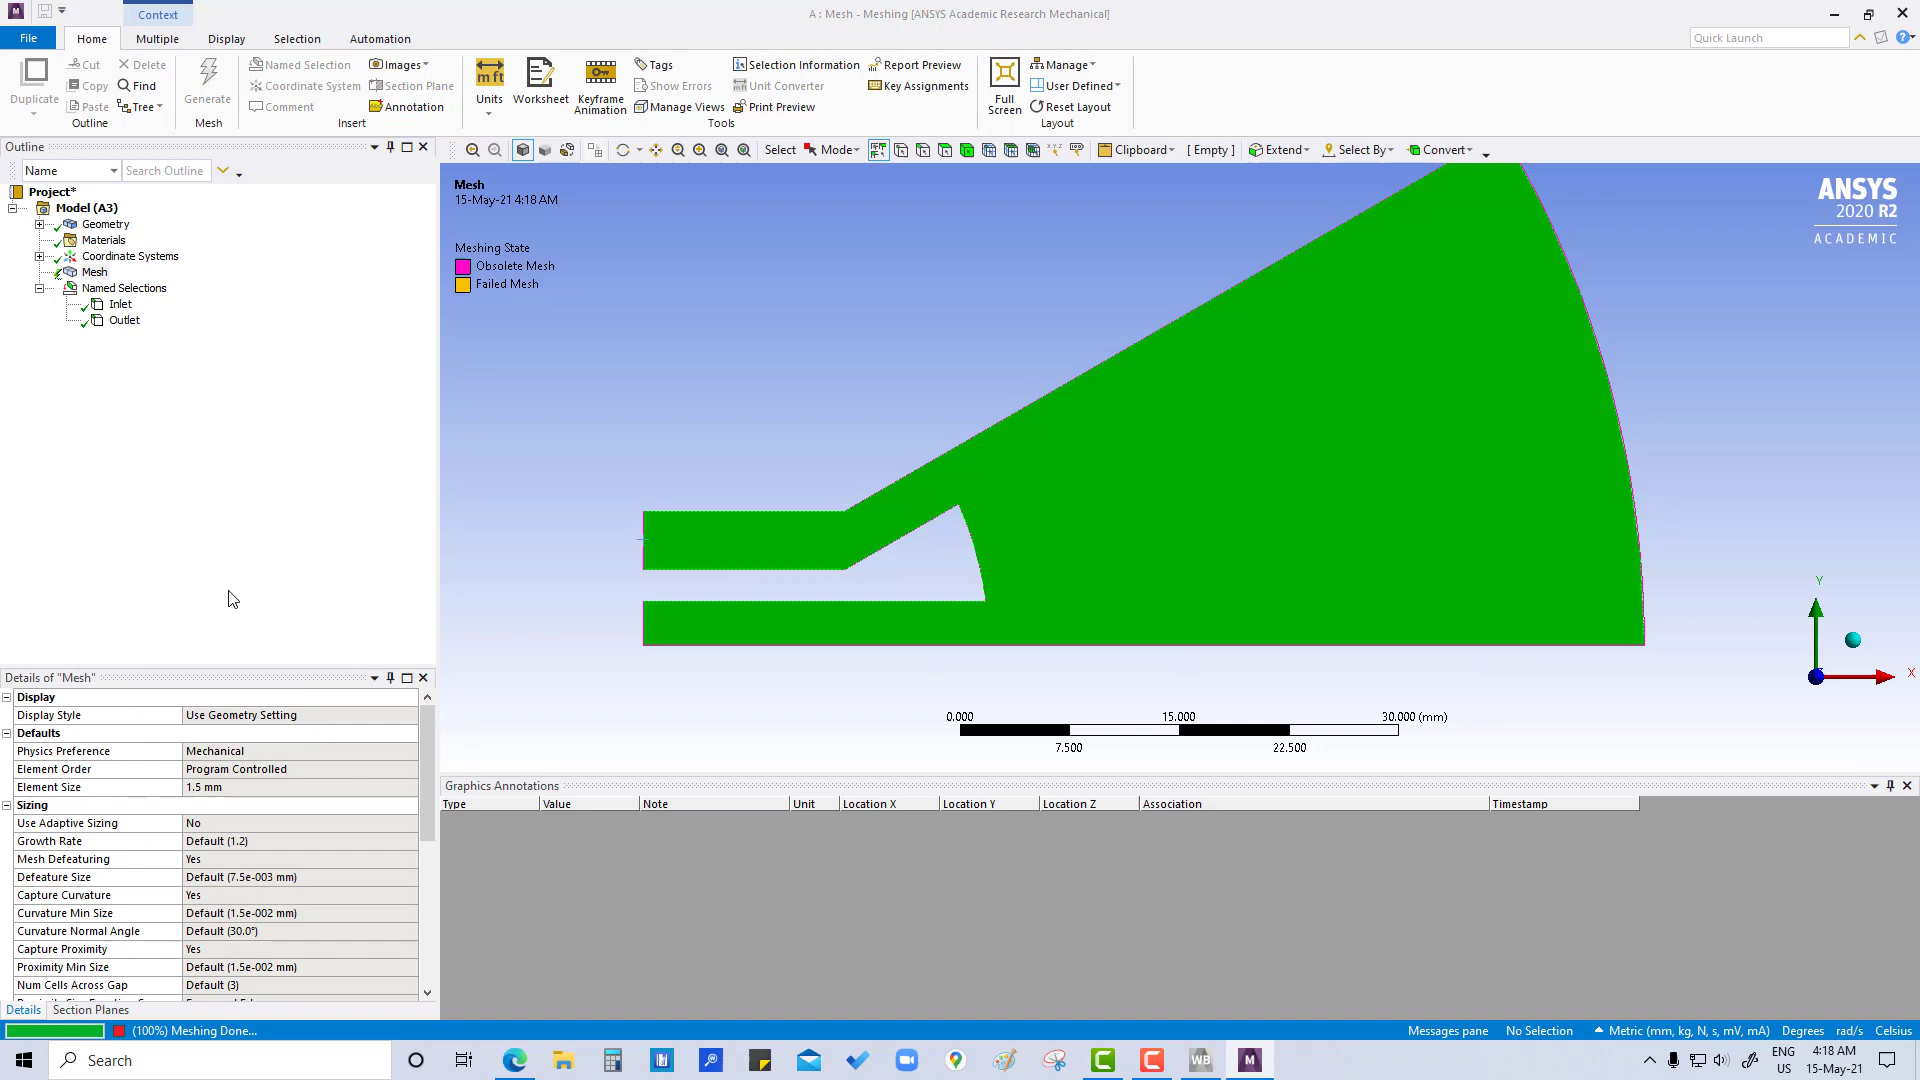 Context
A : Mesh - Meshing [ANSYS Academic Research Mechanical]
File Home Multiple Display Selection Automation
Quick Launch
Duplicate
Cut Delete
Copy Find
Paste Tree
Outline
Generate
Mesh
Named Selection Images
Coordinate System Section Plane
Comment Annotation
Insert
m ft
Units Worksheet Keyframe Animation
Tags
Show Errors
Manage Views
Selection Information Report Preview
Unit Converter Key Assignments
Print Preview
Tools
Full Screen
Manage
User Defined
Reset Layout
Layout
Outline
Name Search Outline
Select Mode Clipboard [ Empty ] Extend Select By Convert
Project*
Model (A3)
Geometry
Materials
Coordinate Systems
Mesh
Named Selections
Inlet
Outlet
Mesh
15-May-21 4:18 AM
Meshing State
Obsolete Mesh
Failed Mesh
ANSYS
2020 R2
ACADEMIC
Y
X
0.000 15.000 30.000 (mm)
7.500 22.500
Details of "Mesh"
Display
Display Style Use Geometry Setting
Defaults
Physics Preference Mechanical
Element Order Program Controlled
Element Size 1.5 mm
Sizing
Use Adaptive Sizing No
Growth Rate Default (1.2)
Mesh Defeaturing Yes
Defeature Size Default (7.5e-003 mm)
Capture Curvature Yes
Curvature Min Size Default (1.5e-002 mm)
Curvature Normal Angle Default (30.0°)
Capture Proximity Yes
Proximity Min Size Default (1.5e-002 mm)
Num Cells Across Gap Default (3)
Details Section Planes
Graphics Annotations
Type Value Note Unit Location X Location Y Location Z Association Timestamp
(100%) Meshing Done...
Messages pane No Selection Metric (mm, kg, N, s, mV, mA) Degrees rad/s Celsius
Search
WB
M
ENG
US
4:18 AM
15-May-21